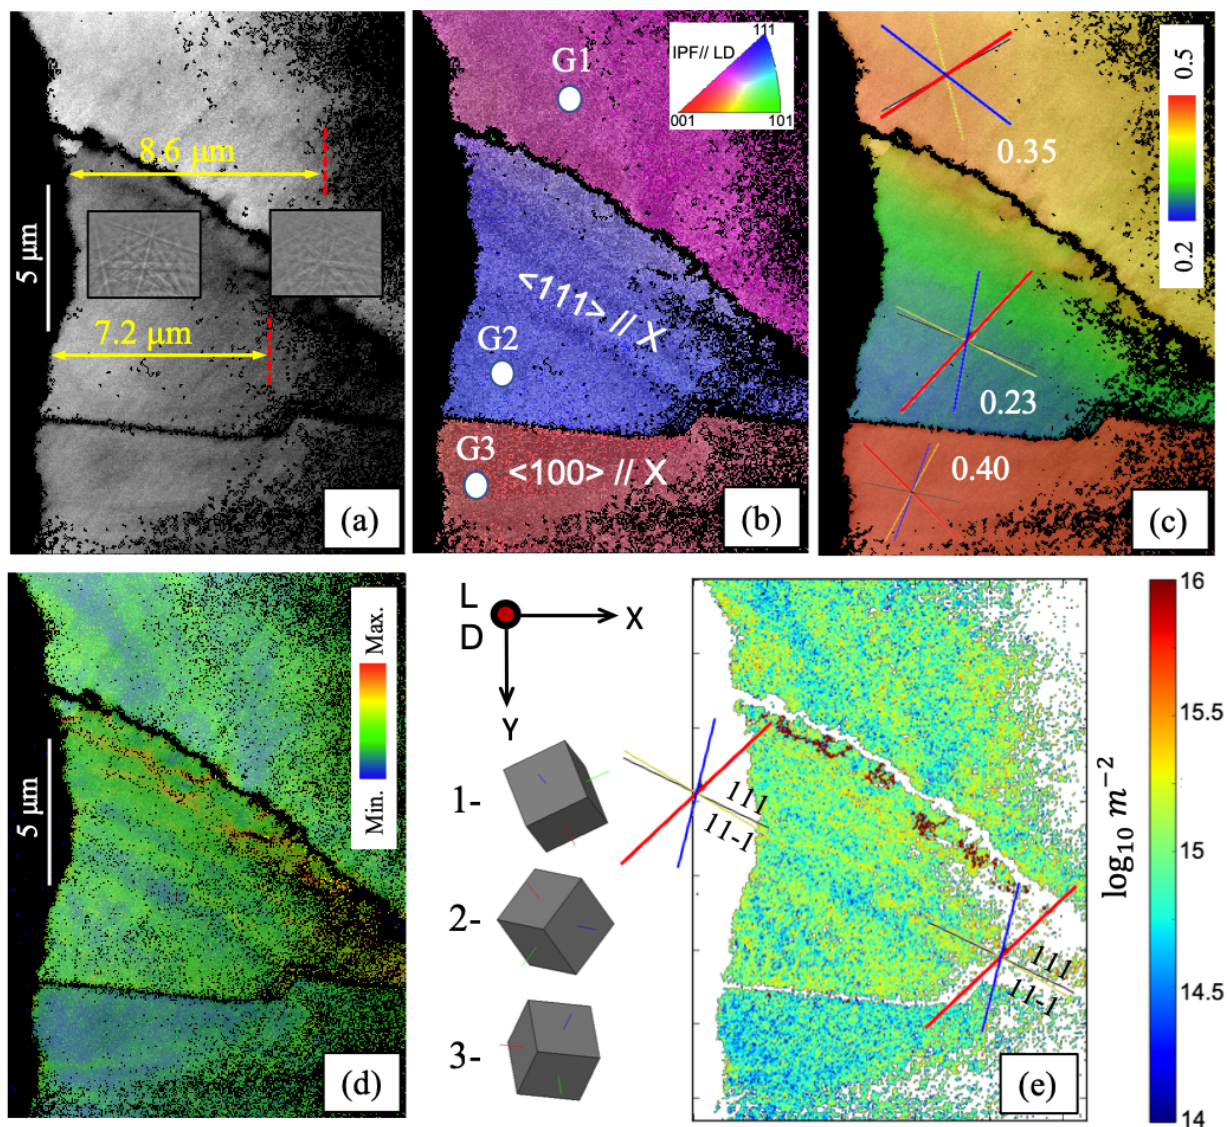 8.6 μm
5 μm
7.2 μm
(a)
G1
IPF// LD
111
001
101
<111> // X
G2
G3
<100> // X
(b)
0.5
0.2
0.35
0.23
0.40
(c)
Max.
Min.
5 μm
(d)
L
D
X
Y
1-
2-
3-
111
11-1
111
11-1
(e)
16
15.5
15
14.5
14
log₁₀ m⁻²